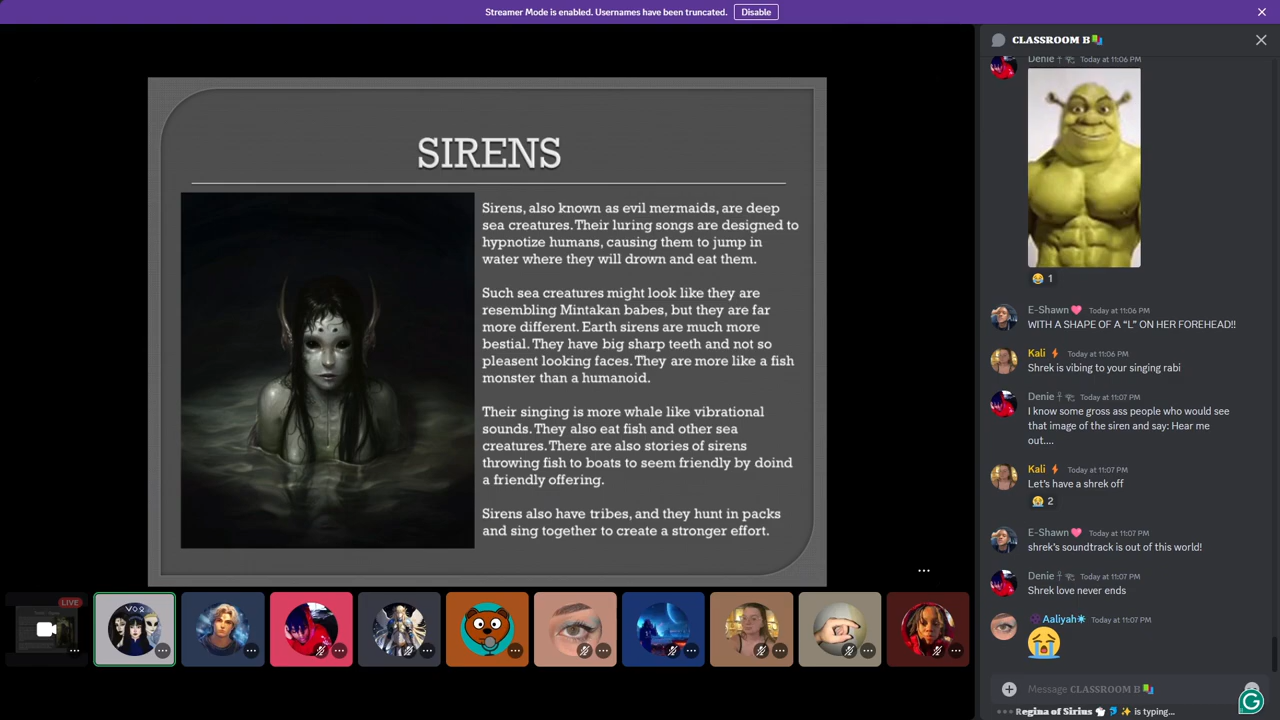 Streamer Mode is enabled. Usernames have been truncated.
Disable
SIRENS
Sirens, also known as evil mermaids, are deep
sea creatures. Their luring songs are designed to
hypnotize humans, causing them to jump in
water where they will drown and eat them.
Such sea creatures might look like they are
resembling Mintakan babes, but they are far
more different. Earth sirens are much more
bestial. They have big sharp teeth and not so
pleasent looking faces. They are more like a fish
monster than a humanoid.
Their singing is more whale like vibrational
sounds. They also eat fish and other sea
creatures. There are also stories of sirens
throwing fish to boats to seem friendly by doind
a friendly offering.
Sirens also have tribes, and they hunt in packs
and sing together to create a stronger effort.
LIVE
VOQ
CLASSROOM B
Denie Today at 11:06 PM
1
E-Shawn Today at 11:06 PM
WITH A SHAPE OF A “L” ON HER FOREHEAD!!
Kali Today at 11:06 PM
Shrek is vibing to your singing rabi
Denie Today at 11:07 PM
I know some gross ass people who would see
that image of the siren and say: Hear me
out....
Kali Today at 11:07 PM
Let's have a shrek off
2
E-Shawn Today at 11:07 PM
shrek's soundtrack is out of this world!
Denie Today at 11:07 PM
Shrek love never ends
Aaliyah Today at 11:07 PM
Message CLASSROOM B
Regina of Sirius is typing...